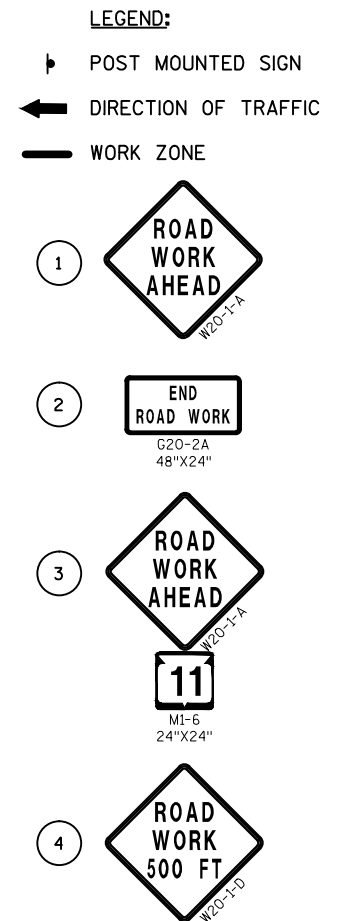 LEGEND:
POST MOUNTED SIGN
DIRECTION OF TRAFFIC
WORK ZONE
1
ROAD
WORK
AHEAD
W20-1-A
2
END
ROAD WORK
G20-2A
48"X24"
3
ROAD
WORK
AHEAD
W20-1-A
11
M1-6
24"X24"
4
ROAD
WORK
500 FT
W20-1-D